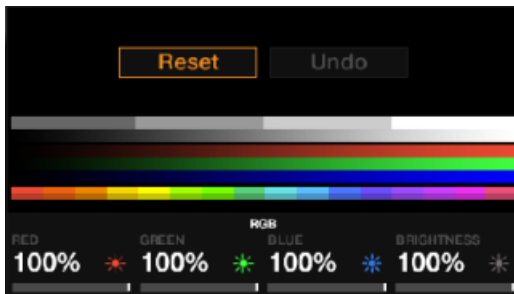 Reset Undo
RGB
RED GREEN BLUE BRIGHTNESS
100% 100% 100% 100%